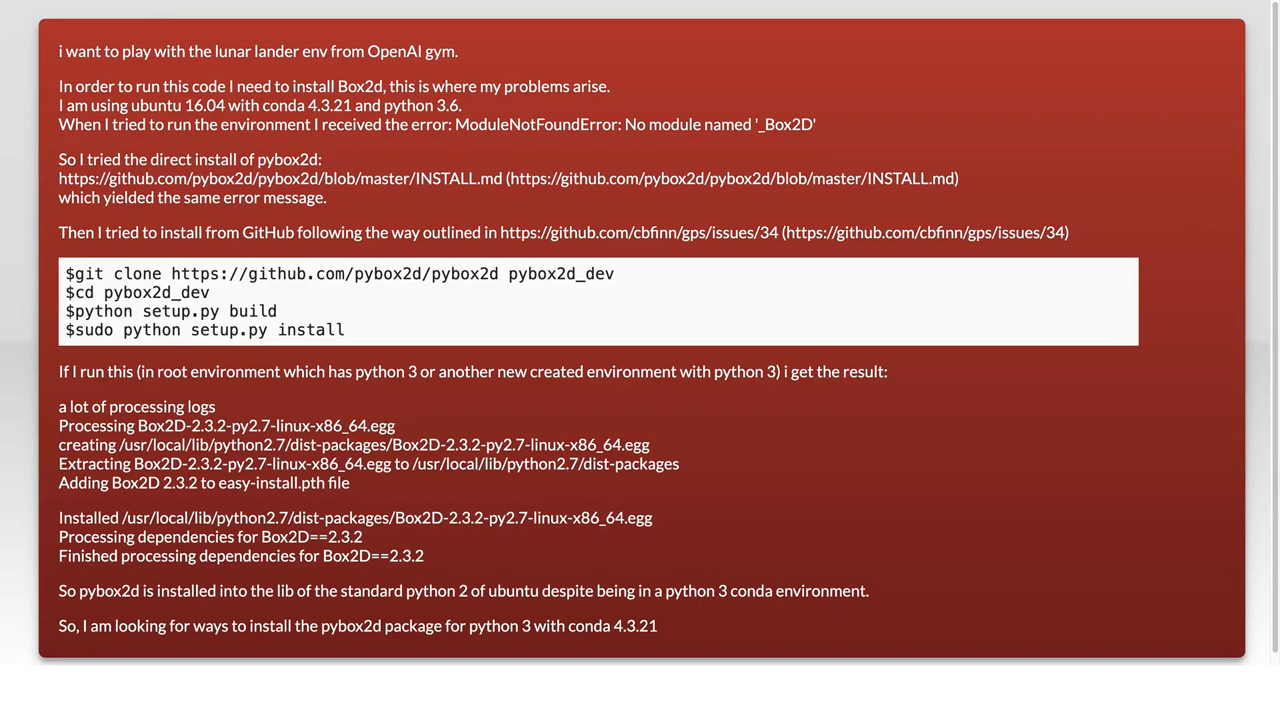 i want to play with the lunar lander env from OpenAI gym.
In order to run this code I need to install Box2d, this is where my problems arise.
I am using ubuntu 16.04 with conda 4.3.21 and python 3.6.
When I tried to run the environment I received the error: ModuleNotFoundError: No module named '_Box2D'
So I tried the direct install of pybox2d:
https://github.com/pybox2d/pybox2d/blob/master/INSTALL.md (https://github.com/pybox2d/pybox2d/blob/master/INSTALL.md)
which yielded the same error message.
Then I tried to install from GitHub following the way outlined in https://github.com/cbfinn/gps/issues/34 (https://github.com/cbfinn/gps/issues/34)
$git clone https://github.com/pybox2d/pybox2d pybox2d_dev
$cd pybox2d_dev
$python setup.py build
$sudo python setup.py install
If I run this (in root environment which has python 3 or another new created environment with python 3) i get the result:
a lot of processing logs
Processing Box2D-2.3.2-py2.7-linux-x86_64.egg
creating /usr/local/lib/python2.7/dist-packages/Box2D-2.3.2-py2.7-linux-x86_64.egg
Extracting Box2D-2.3.2-py2.7-linux-x86_64.egg to /usr/local/lib/python2.7/dist-packages
Adding Box2D 2.3.2 to easy-install.pth file
Installed /usr/local/lib/python2.7/dist-packages/Box2D-2.3.2-py2.7-linux-x86_64.egg
Processing dependencies for Box2D==2.3.2
Finished processing dependencies for Box2D==2.3.2
So pybox2d is installed into the lib of the standard python 2 of ubuntu despite being in a python 3 conda environment.
So, I am looking for ways to install the pybox2d package for python 3 with conda 4.3.21